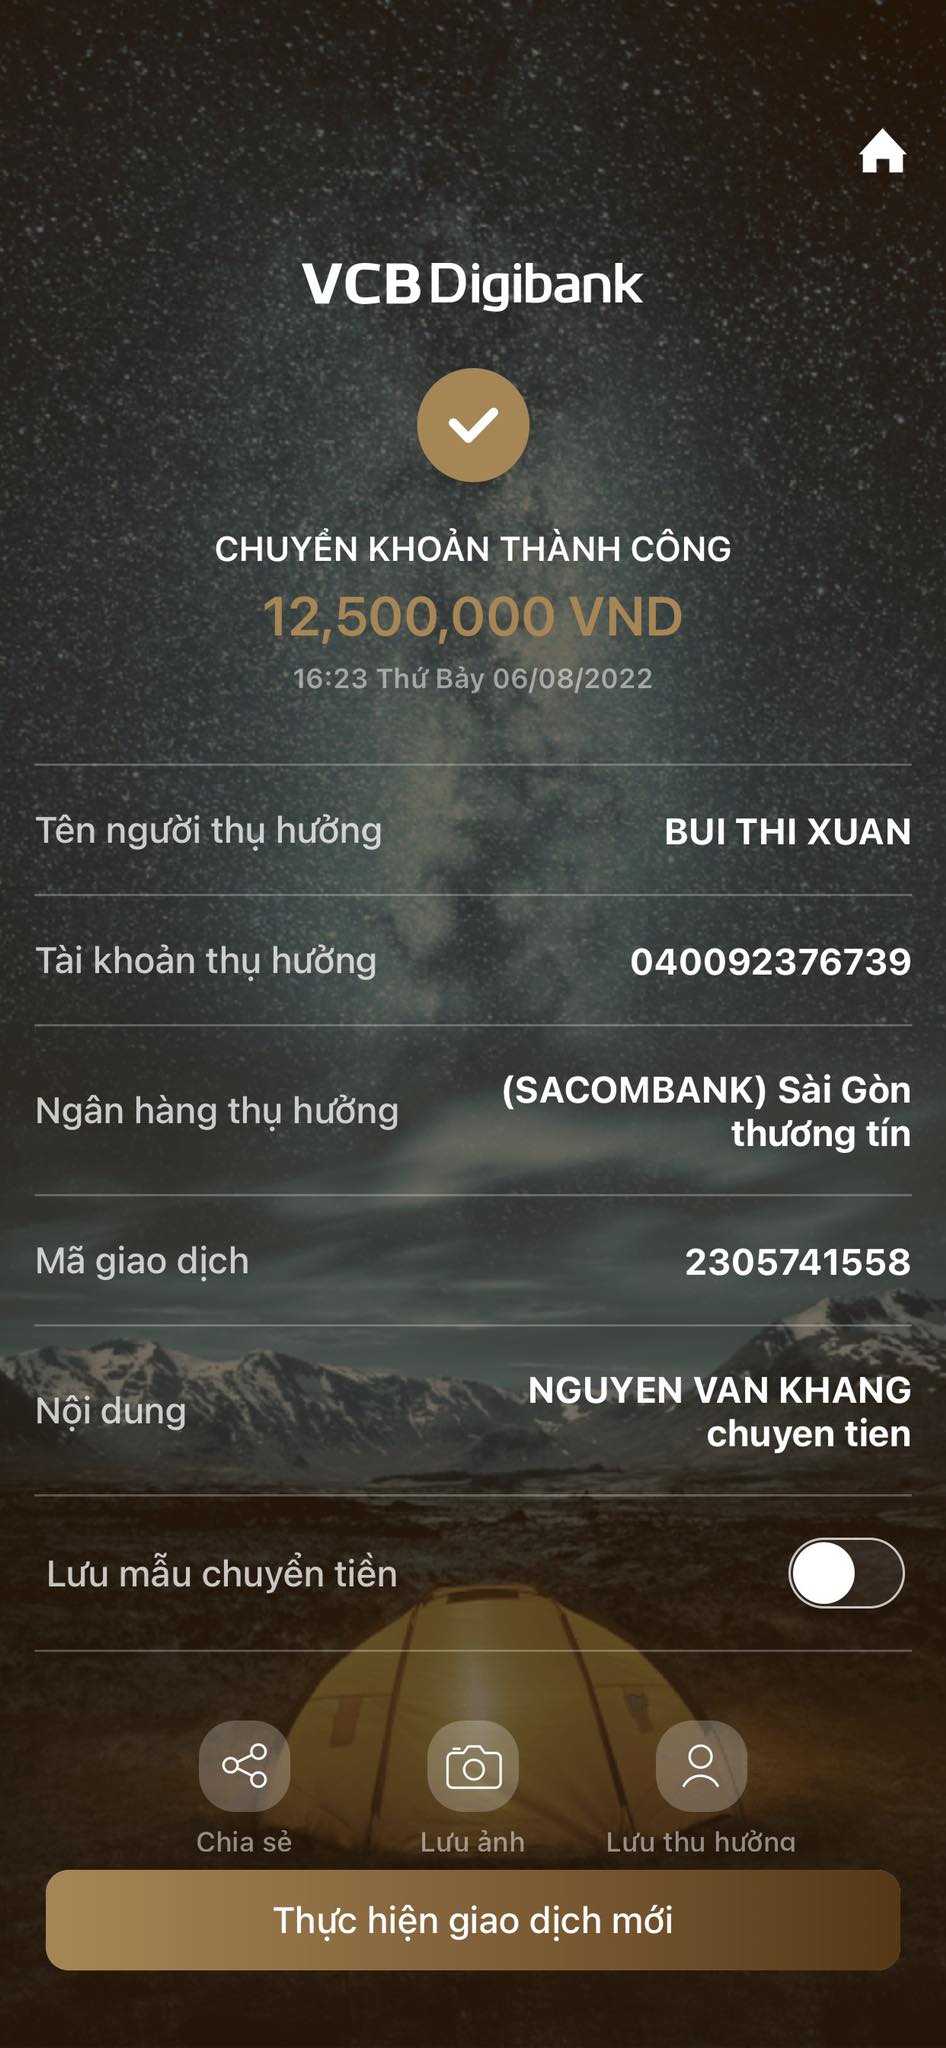 VCB Digibank
CHUYỂN KHOẢN THÀNH CÔNG
12,500,000 VND
16:23 Thứ Bảy 06/08/2022
Tên người thụ hưởng
BUI THI XUAN
Tài khoản thụ hưởng
040092376739
Ngân hàng thụ hưởng
(SACOMBANK) Sài Gòn
thương tín
Mã giao dịch
2305741558
Nội dung
NGUYEN VAN KHANG
chuyen tien
Lưu mẫu chuyển tiền
Chia sẻ
Lưu ảnh
Lưu thụ hưởng
Thực hiện giao dịch mới